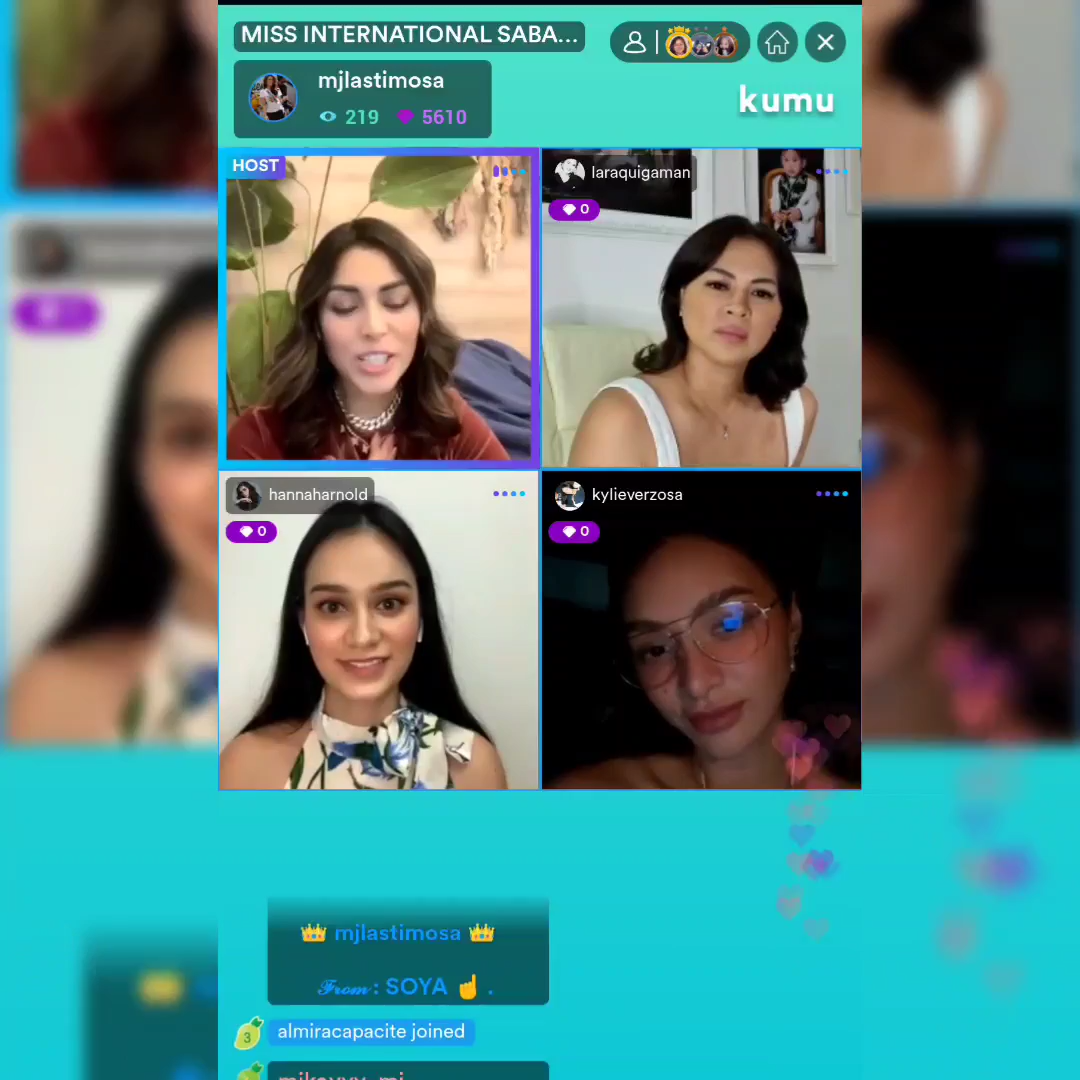 MISS INTERNATIONAL SABA...
mjlastimosa
219 5610
kumu
HOST
laraquigaman
0
hannaharnold
0
kylieverzosa
0
👑 mjlastimosa 👑
𝓕𝓻𝓸𝓶 : SOYA ☝ .
3
almiracapacite joined